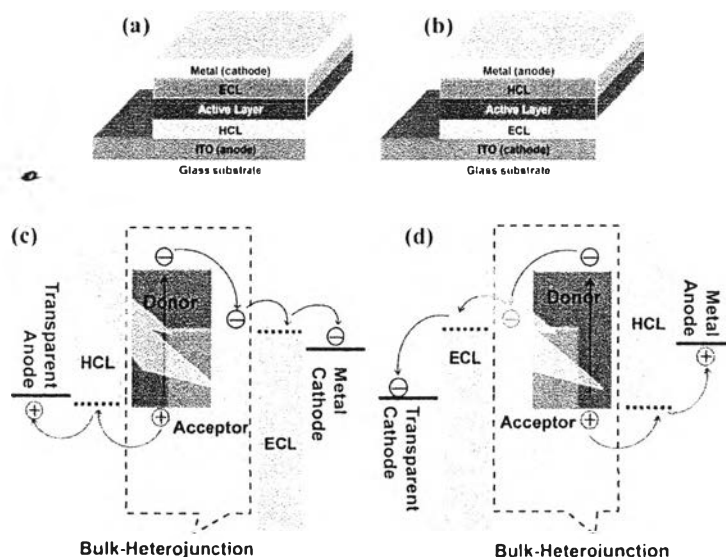 (a)
Metal (cathode)
ECL
Active Layer
HCL
ITO (anode)
Glass substrate
(b)
Metal (anode)
HCL
Active Layer
ECL
ITO (cathode)
Glass substrate
(c)
Transparent
Anode
HCL
Donor
Acceptor
ECL
Metal
Cathode
Bulk-Heterojunction
(d)
Transparent
Cathode
ECL
Donor
Acceptor
HCL
Metal
Anode
Bulk-Heterojunction